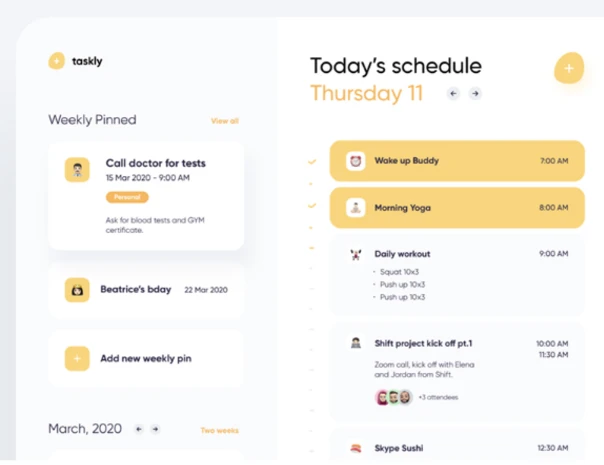 taskly
Weekly Pinned
View all
Call doctor for tests
15 Mar 2020 - 9:00 AM
Personal
Ask for blood tests and GYM
certificate.
Beatrice's bday
22 Mar 2020
Add new weekly pin
March, 2020
Two weeks
Today's schedule
Thursday 11
Wake up Buddy
7:00 AM
Morning Yoga
8:00 AM
Daily workout
9:00 AM
Squat 10x3
Push up 10x3
Push up 10x3
Shift project kick off pt.1
10:00 AM
11:30 AM
Zoom call, kick off with Elena
and Jordan from Shift.
+3 attendees
Skype Sushi
12:30 AM